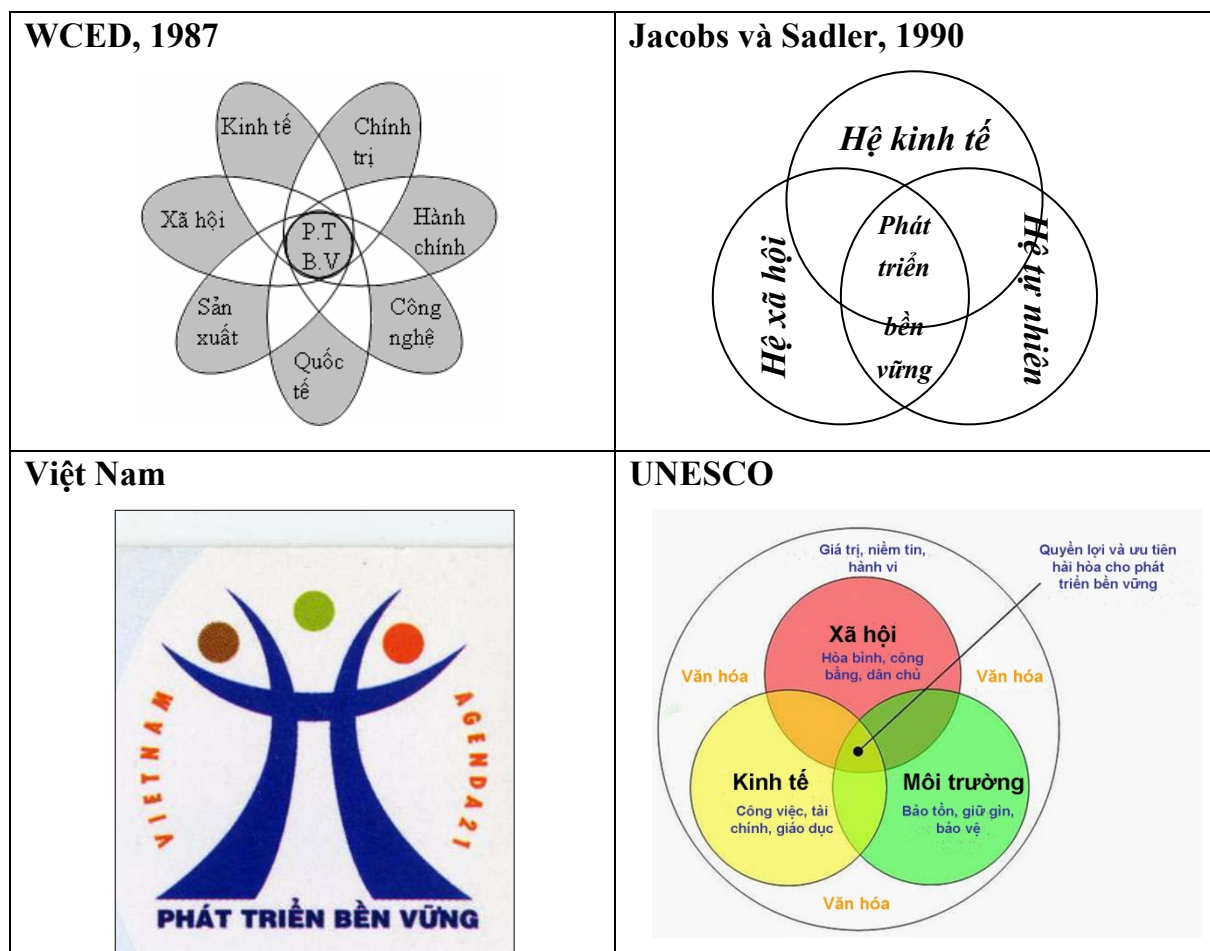 WCED, 1987
Kinh tế
Chính
trị
Xã hội
Hành
chính
P.T
B.V
Sản
xuất
Công
nghệ
Quốc
tế
Jacobs và Sadler, 1990
Hệ kinh tế
Hệ xã hội
Phát
triển
bền
vững
Hệ tự nhiên
Việt Nam
VIETNAM
AGENDA21
PHÁT TRIỂN BỀN VỮNG
UNESCO
Giá trị, niềm tin,
hành vi
Quyền lợi và ưu tiên
hài hòa cho phát
triển bền vững
Xã hội
Hòa bình, công
bằng, dân chủ
Văn hóa
Văn hóa
Kinh tế
Công việc, tài
chính, giáo dục
Môi trường
Bảo tồn, giữ gìn,
bảo vệ
Văn hóa